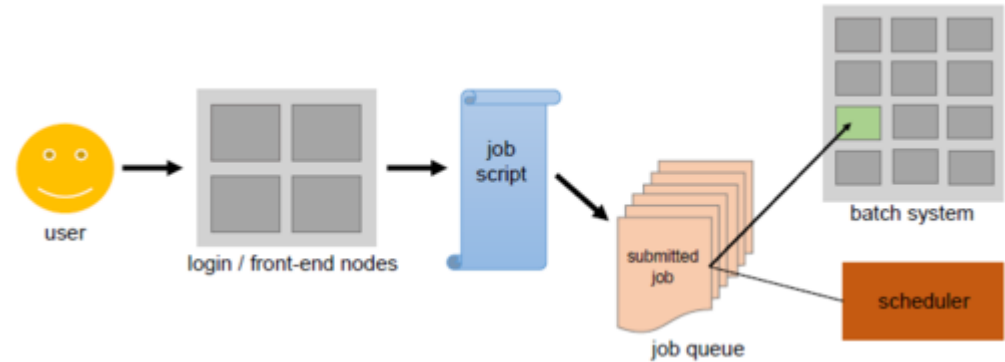 user
login / front-end nodes
job
script
submitted
job
job queue
batch system
scheduler